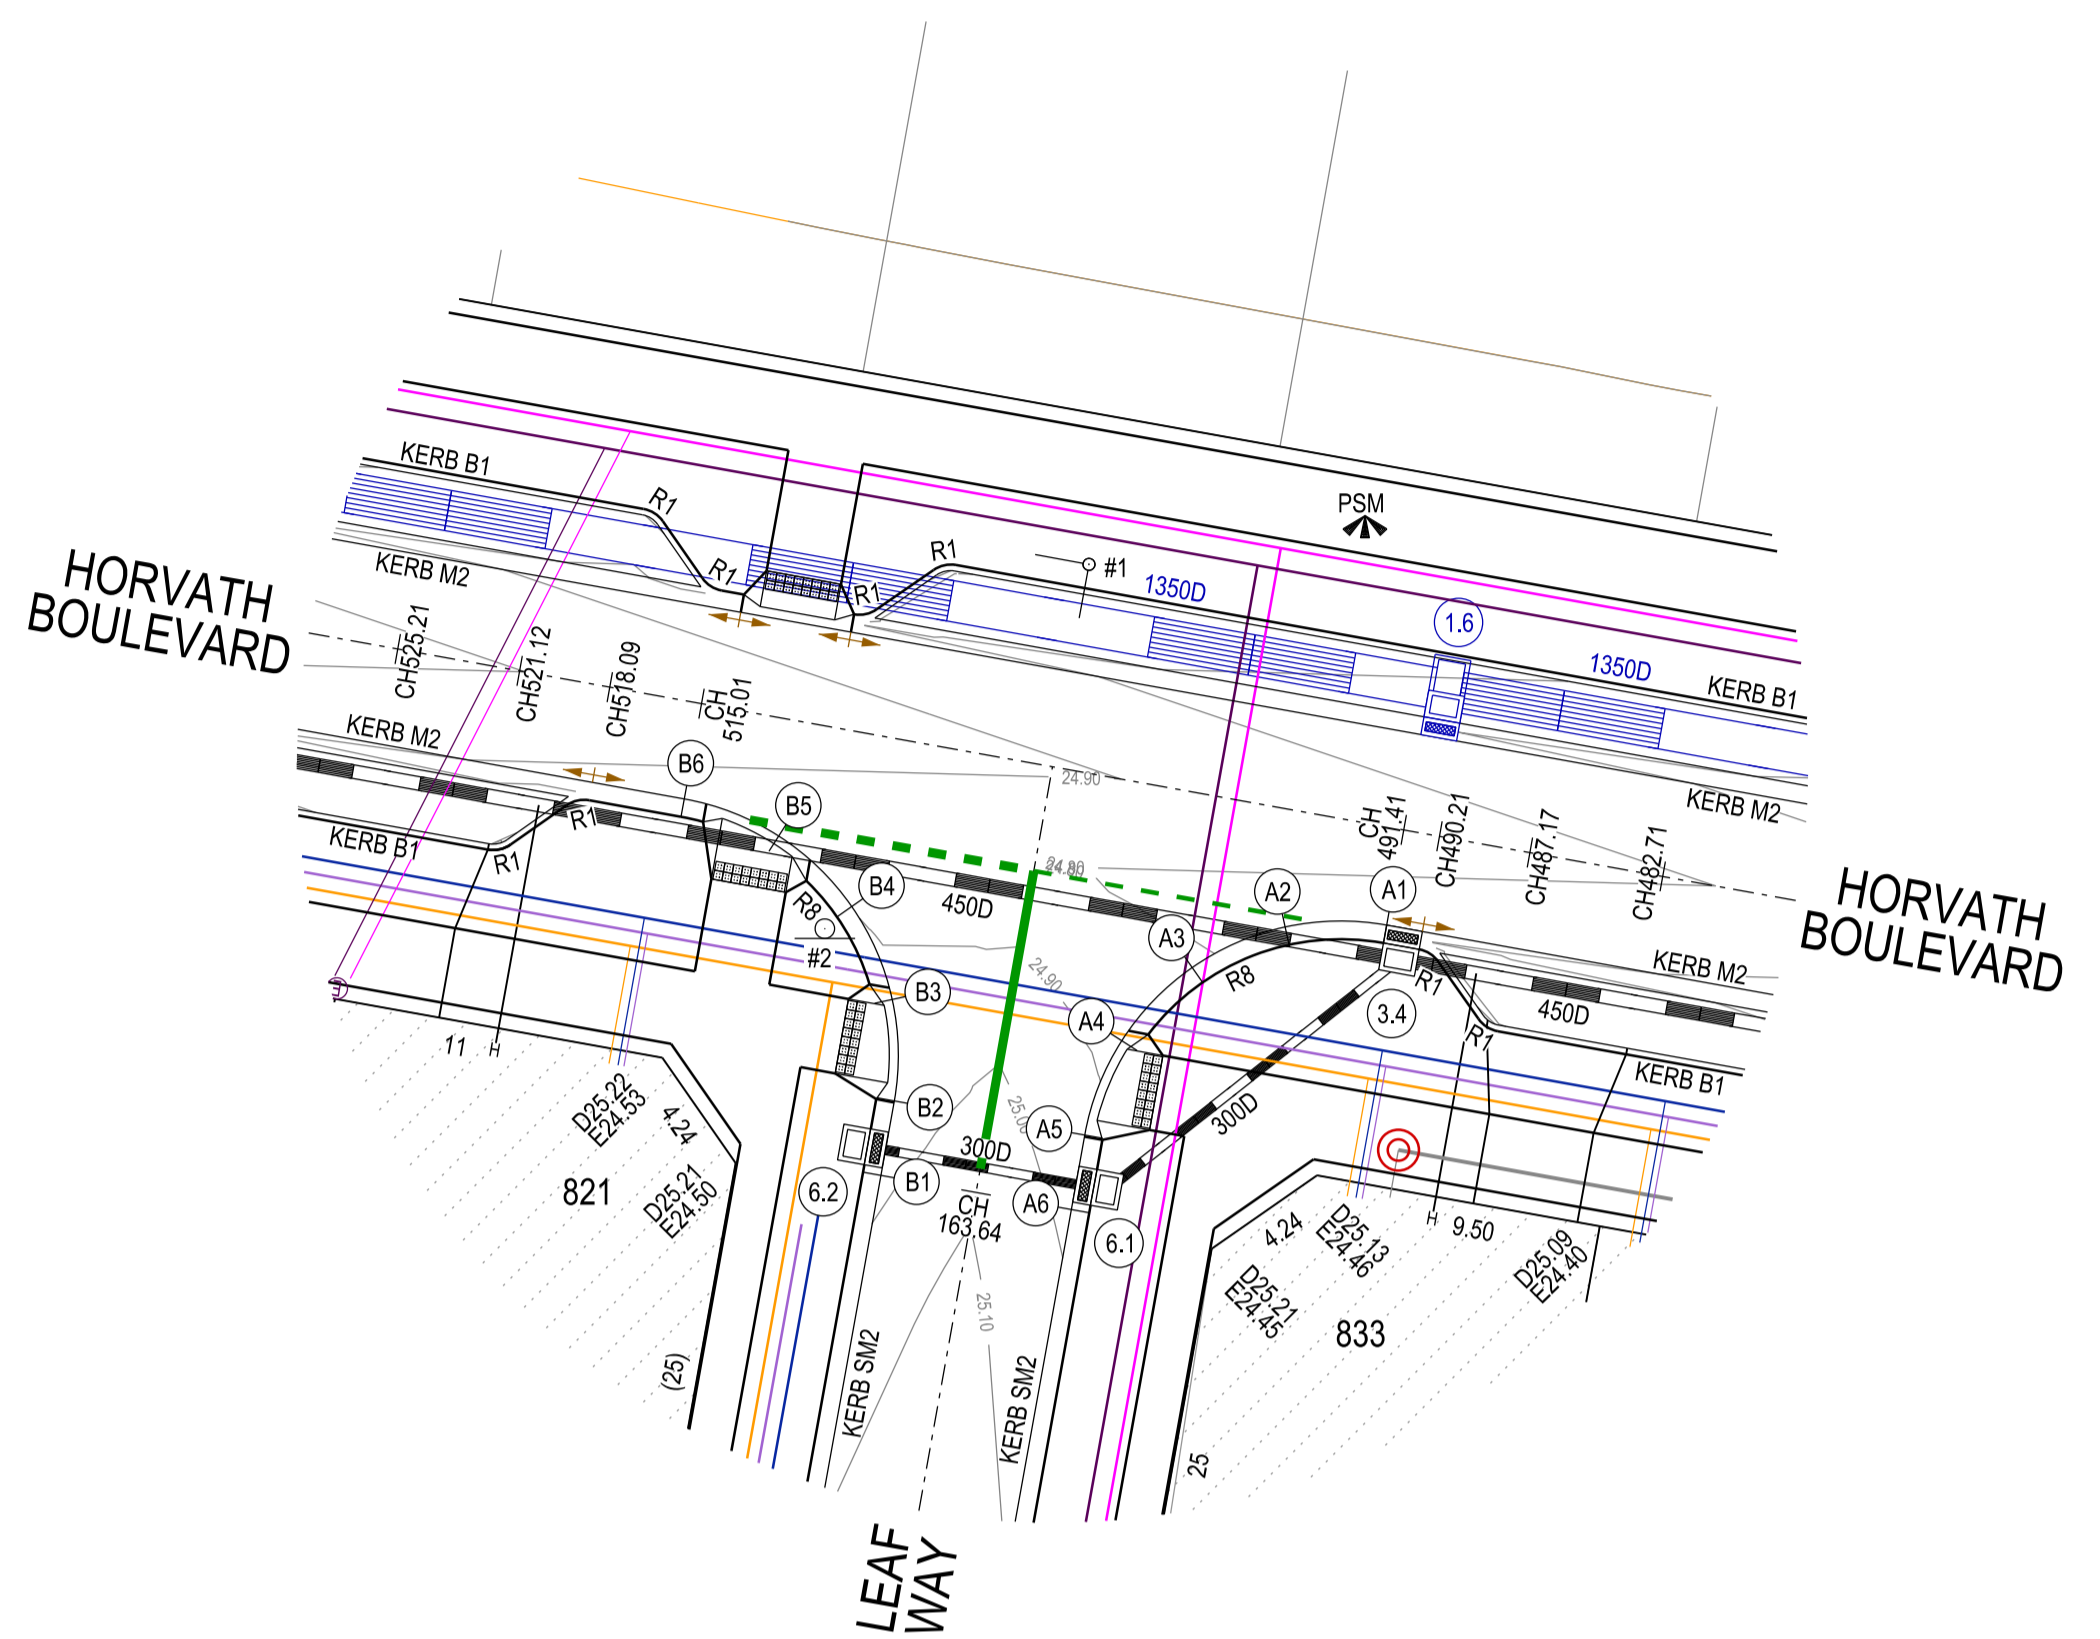 PSM
KERB B1
R1
R1
R1
R1
#1
1350D
1.6
1350D
KERB B1
KERB M2
KERB M2
HORVATH
BOULEVARD
CH525.21
CH521.12
CH518.09
CH
515.01
KERB M2
B6
B5
24.90
24.90
CH
491.41
CH490.21
CH487.17
CH482.71
HORVATH
BOULEVARD
KERB B1
R1
R1
R8
B4
450D
A2
A1
A3
R8
#2
B3
24.90
A4
3.4
R1
R1
KERB M2
450D
KERB B1
11
H
D25.22
E24.53
4.24
D25.21
E24.50
821
(25)
B2
B1
6.2
300D
25.00
A5
A6
6.1
300D
CH
163.64
25.10
KERB SM2
KERB SM2
4.24
D25.13
E24.46
H
9.50
D25.09
E24.40
D25.21
E24.45
833
25
LEAF
WAY